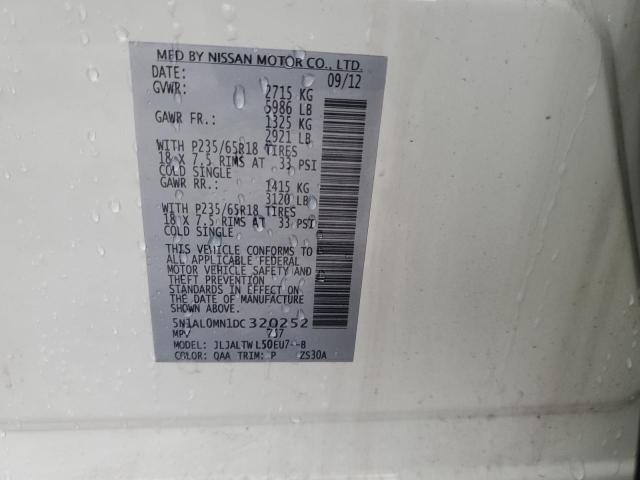 MFD BY NISSAN MOTOR CO., LTD.
DATE: 09/12
GVWR: 2715 KG
5986 LB
GAWR FR.: 1325 KG
2921 LB
WITH P235/65R18 TIRES
18 X 7.5 RIMS AT 33 PSI
COLD SINGLE
GAWR RR.: 1415 KG
3120 LB
WITH P235/65R18 TIRES
18 X 7.5 RIMS AT 33 PSI
COLD SINGLE
THIS VEHICLE CONFORMS TO
ALL APPLICABLE FEDERAL
MOTOR VEHICLE SAFETY AND
THEFT PREVENTION
STANDARDS IN EFFECT ON
THE DATE OF MANUFACTURE
SHOWN ABOVE.
5N1AL0MN1DC 320252
MPV
MODEL: JLJALTW
COLOR: QAA TRIM: P ZS30A